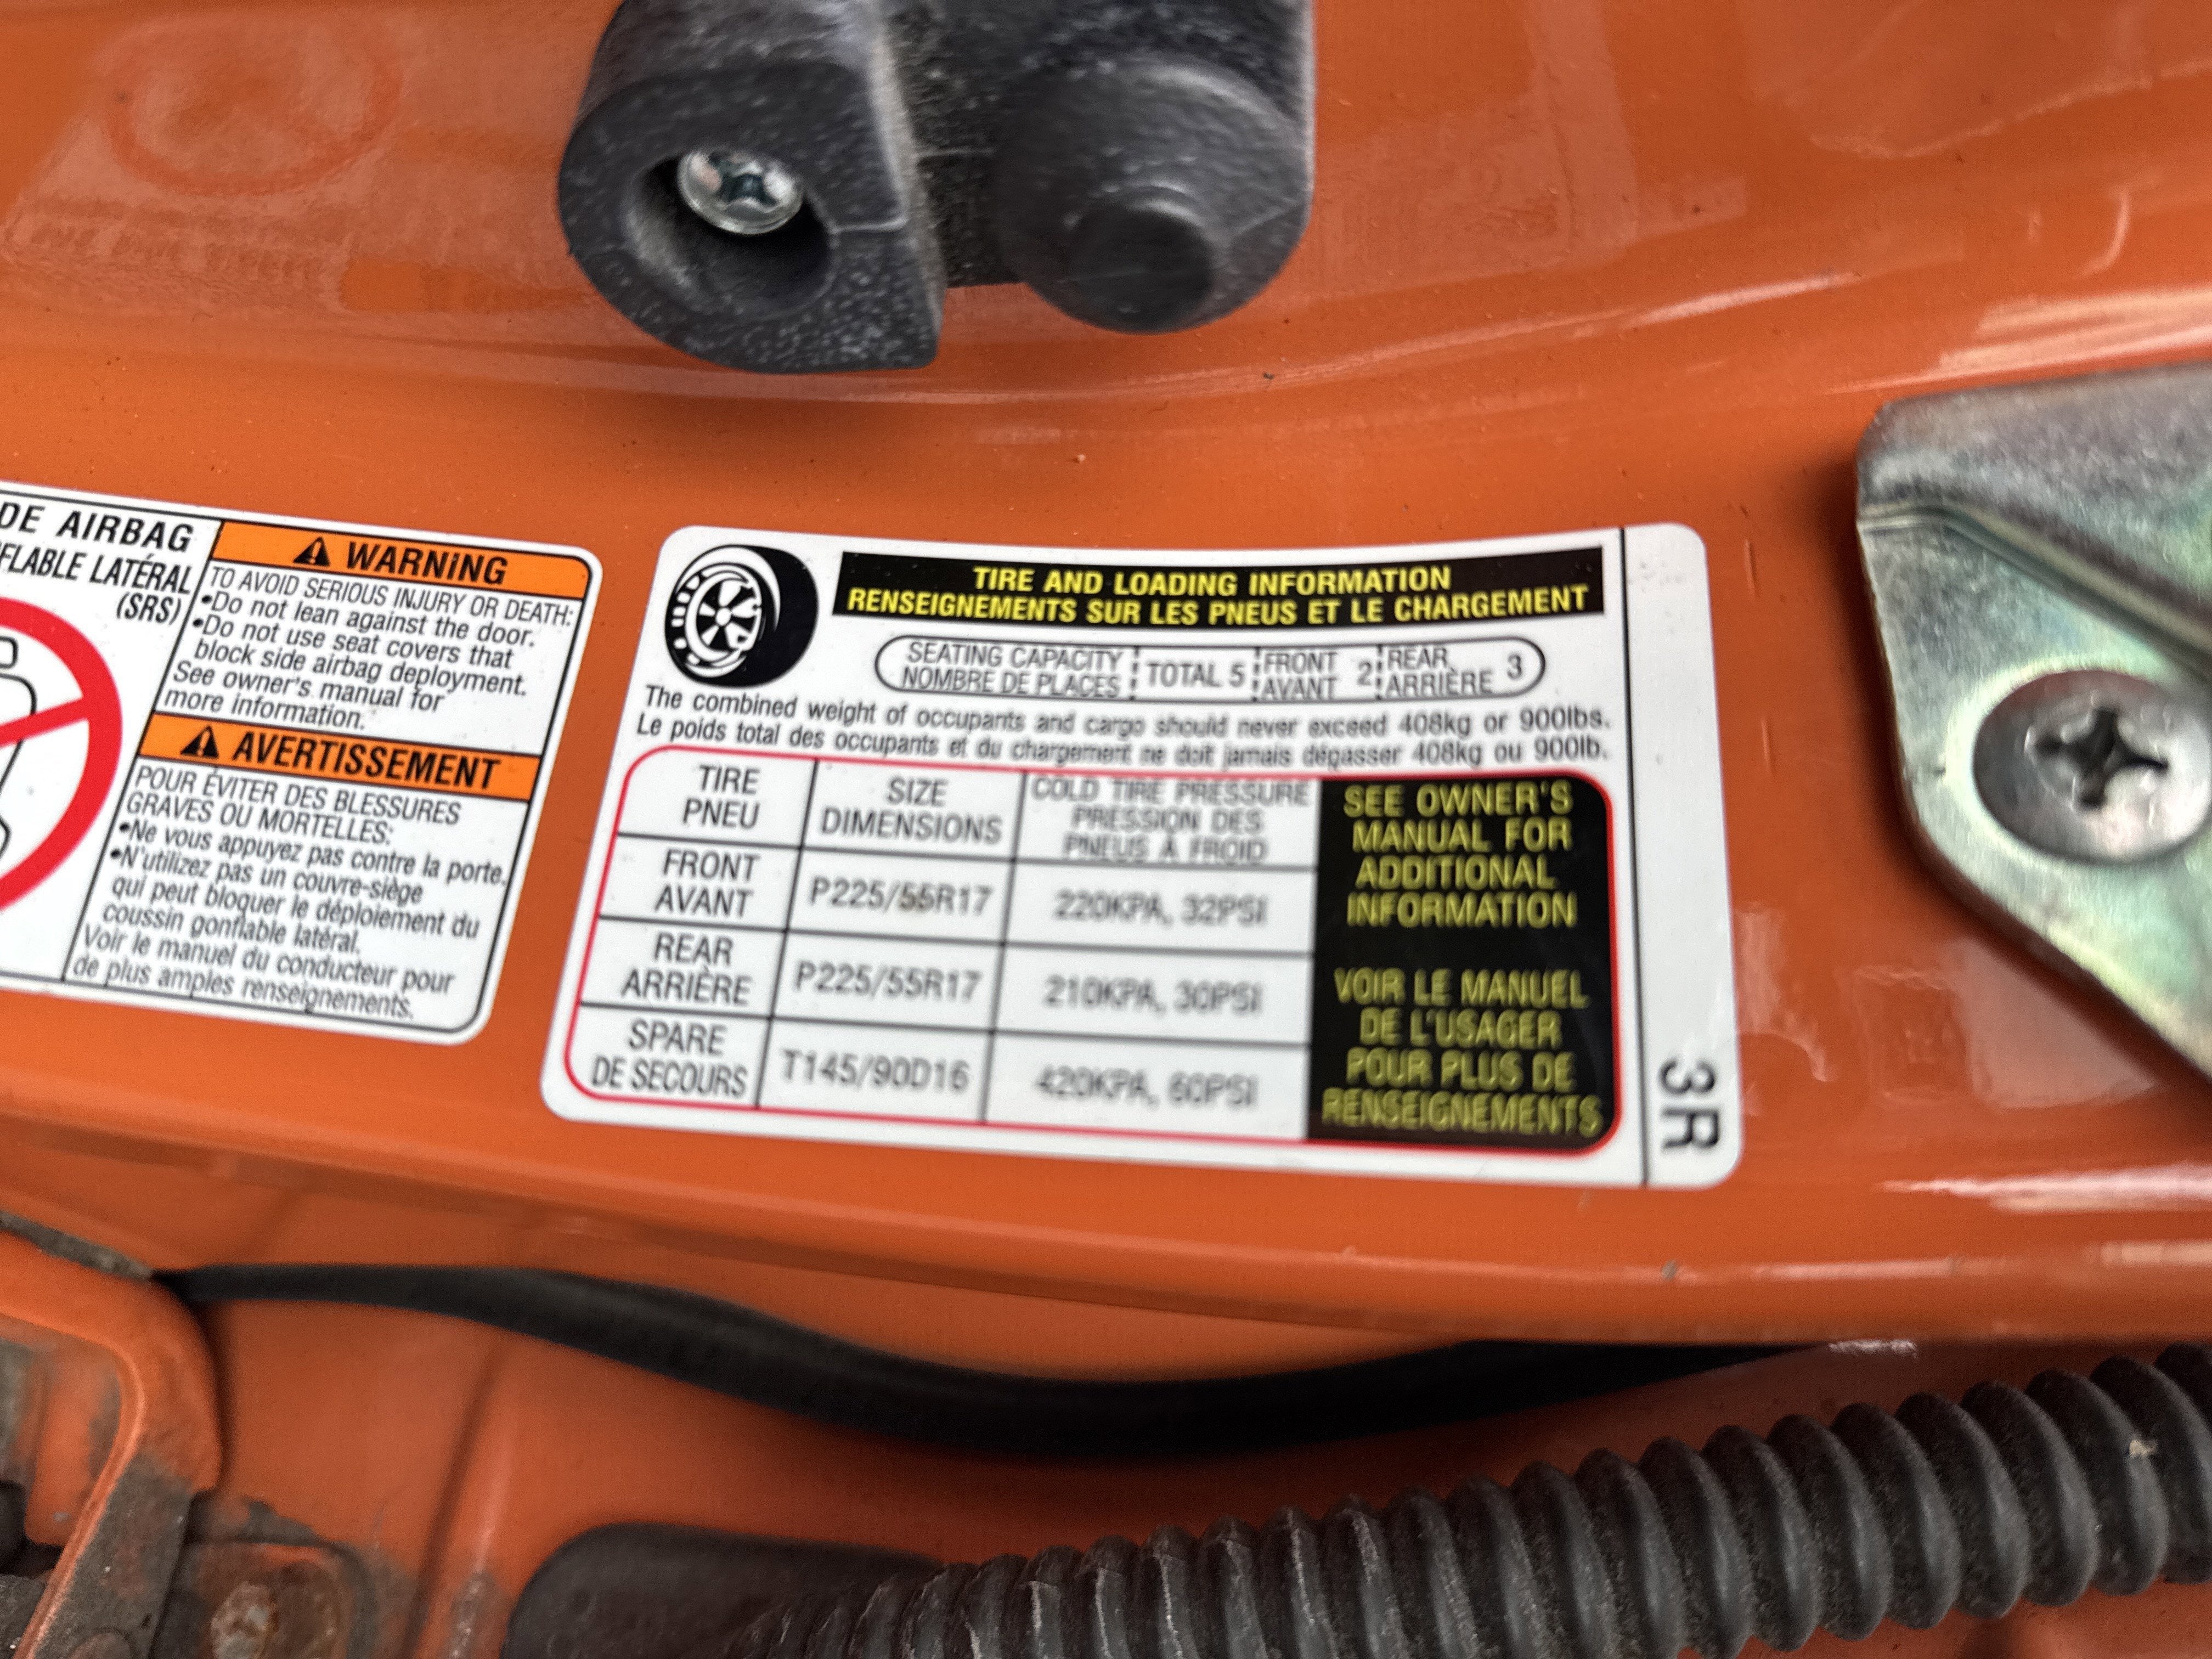 DE AIRBAG
FLABLE LATÉRAL
(SRS)
WARNING
TO AVOID SERIOUS INJURY OR DEATH:
•Do not lean against the door.
•Do not use seat covers that
block side airbag deployment.
See owner's manual for
more information.
AVERTISSEMENT
POUR ÉVITER DES BLESSURES
GRAVES OU MORTELLES:
•Ne vous appuyez pas contre la porte.
•N'utilizez pas un couvre-siège
qui peut bloquer le déploiement du
coussin gonflable latéral.
Voir le manuel du conducteur pour
de plus amples renseignements.
TIRE AND LOADING INFORMATION
RENSEIGNEMENTS SUR LES PNEUS ET LE CHARGEMENT
SEATING CAPACITY
NOMBRE DE PLACES
TOTAL 5
FRONT
AVANT
2
REAR
ARRIÈRE
3
The combined weight of occupants and cargo should never exceed 408kg or 900lbs.
Le poids total des occupants et du chargement ne doit jamais dépasser 408kg ou 900lb.
TIRE
PNEU
SIZE
DIMENSIONS
COLD TIRE PRESSURE
PRESSION DES
PNEUS À FROID
FRONT
AVANT
P225/55R17
220KPA, 32PSI
REAR
ARRIÈRE
P225/55R17
210KPA, 30PSI
SPARE
DE SECOURS
T145/90D16
420KPA, 60PSI
SEE OWNER'S
MANUAL FOR
ADDITIONAL
INFORMATION
VOIR LE MANUEL
DE L'USAGER
POUR PLUS DE
RENSEIGNEMENTS
3R